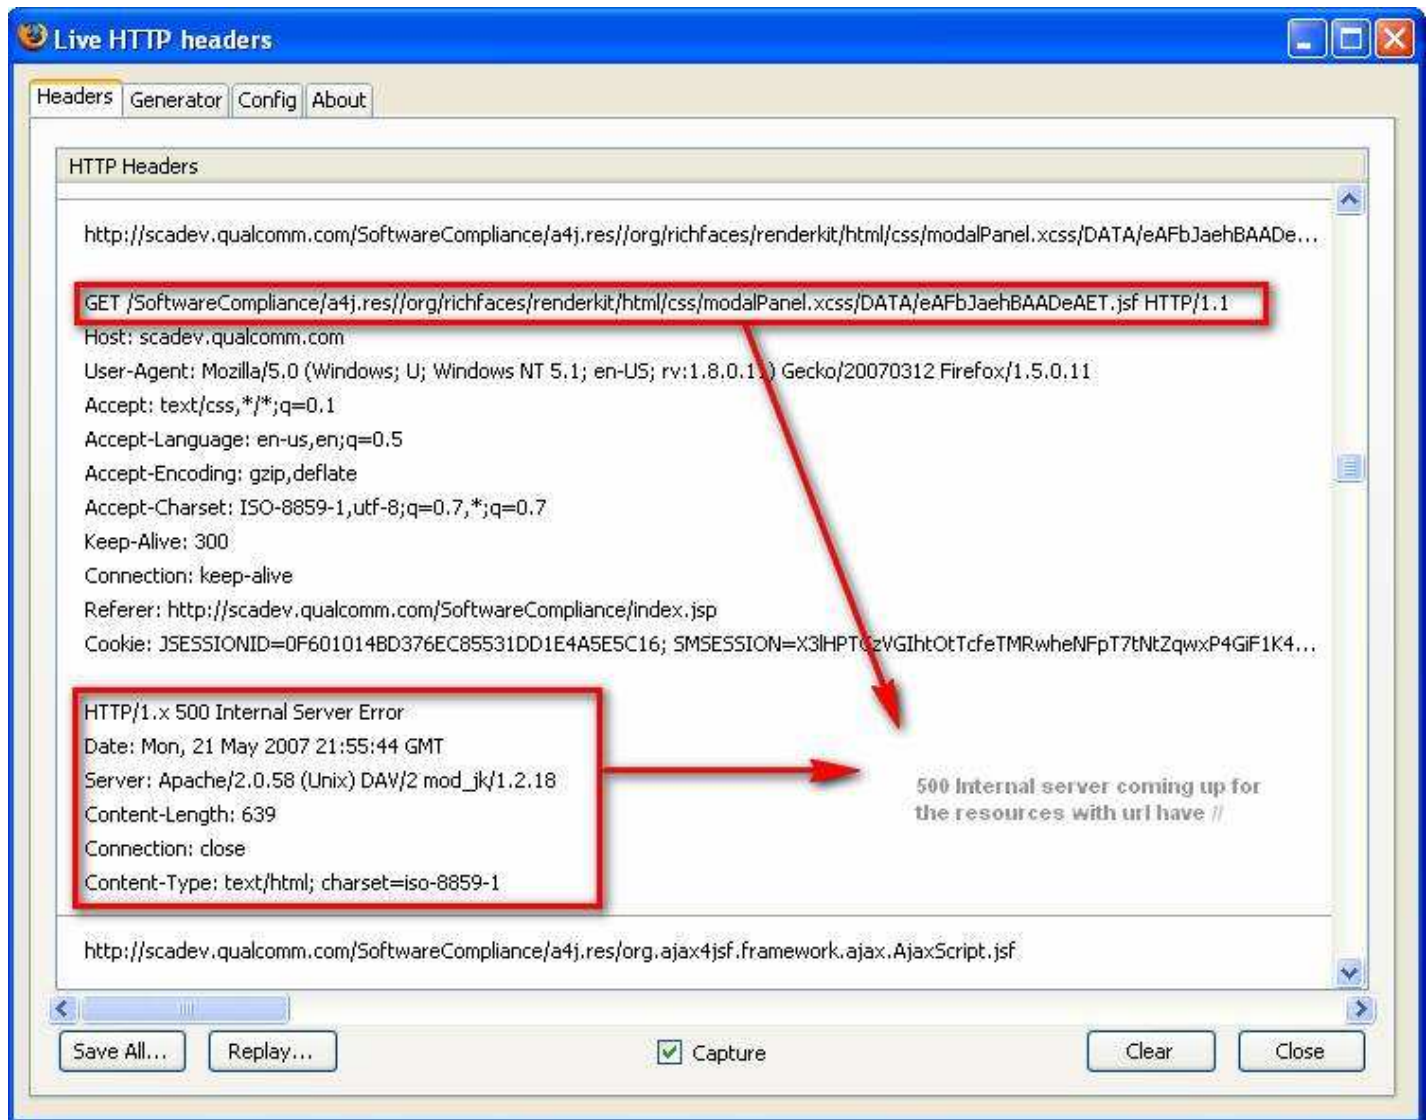 Live HTTP headers
Headers Generator Config About
HTTP Headers
http://scadev.qualcomm.com/SoftwareCompliance/a4j.res//org/richfaces/renderkit/html/css/modalPanel.xcss/DATA/eAFbJaehBAADe...
GET /SoftwareCompliance/a4j.res//org/richfaces/renderkit/html/css/modalPanel.xcss/DATA/eAFbJaehBAADeAET.jsf HTTP/1.1
Host: scadev.qualcomm.com
User-Agent: Mozilla/5.0 (Windows; U; Windows NT 5.1; en-US; rv:1.8.0.11) Gecko/20070312 Firefox/1.5.0.11
Accept: text/css,*/*;q=0.1
Accept-Language: en-us,en;q=0.5
Accept-Encoding: gzip,deflate
Accept-Charset: ISO-8859-1,utf-8;q=0.7,*;q=0.7
Keep-Alive: 300
Connection: keep-alive
Referer: http://scadev.qualcomm.com/SoftwareCompliance/index.jsp
Cookie: JSESSIONID=0F601014BD376EC85531DD1E4A5E5C16;
HTTP/1.x 500 Internal Server Error
Date: Mon, 21 May 2007 21:55:44 GMT
Server: Apache/2.0.58 (Unix) DAV/2 mod_jk/1.2.18
Content-Length: 639
Connection: close
Content-Type: text/html; charset=iso-8859-1
500 Internal server coming up for
the resources with url have //
http://scadev.qualcomm.com/SoftwareCompliance/a4j.res/org.ajax4jsf.framework.ajax.AjaxScript.jsf
Save All... Replay... Capture Clear Close